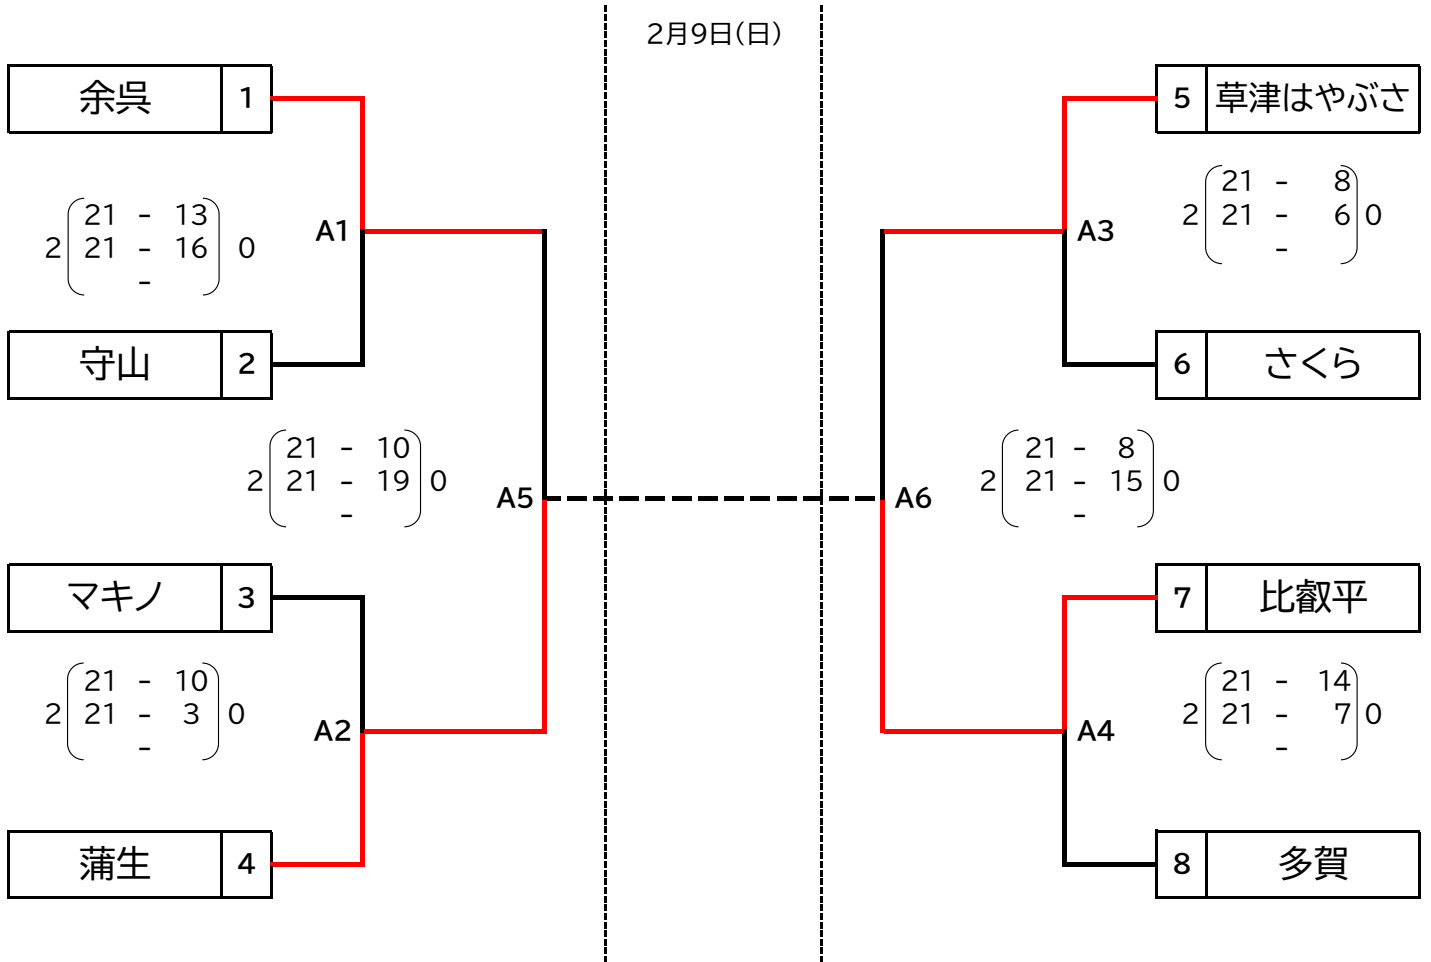 2月9日(日)
余呉 1
21 - 13
2 21 - 16 0
-
A1
守山 2
21 - 10
2 21 - 19 0
-
A5
マキノ 3
21 - 10
2 21 - 3 0
-
A2
蒲生 4
5 草津はやぶさ
21 - 8
2 21 - 6 0
-
A3
6 さくら
21 - 8
2 21 - 15 0
-
A6
7 比叡平
21 - 14
2 21 - 7 0
-
A4
8 多賀